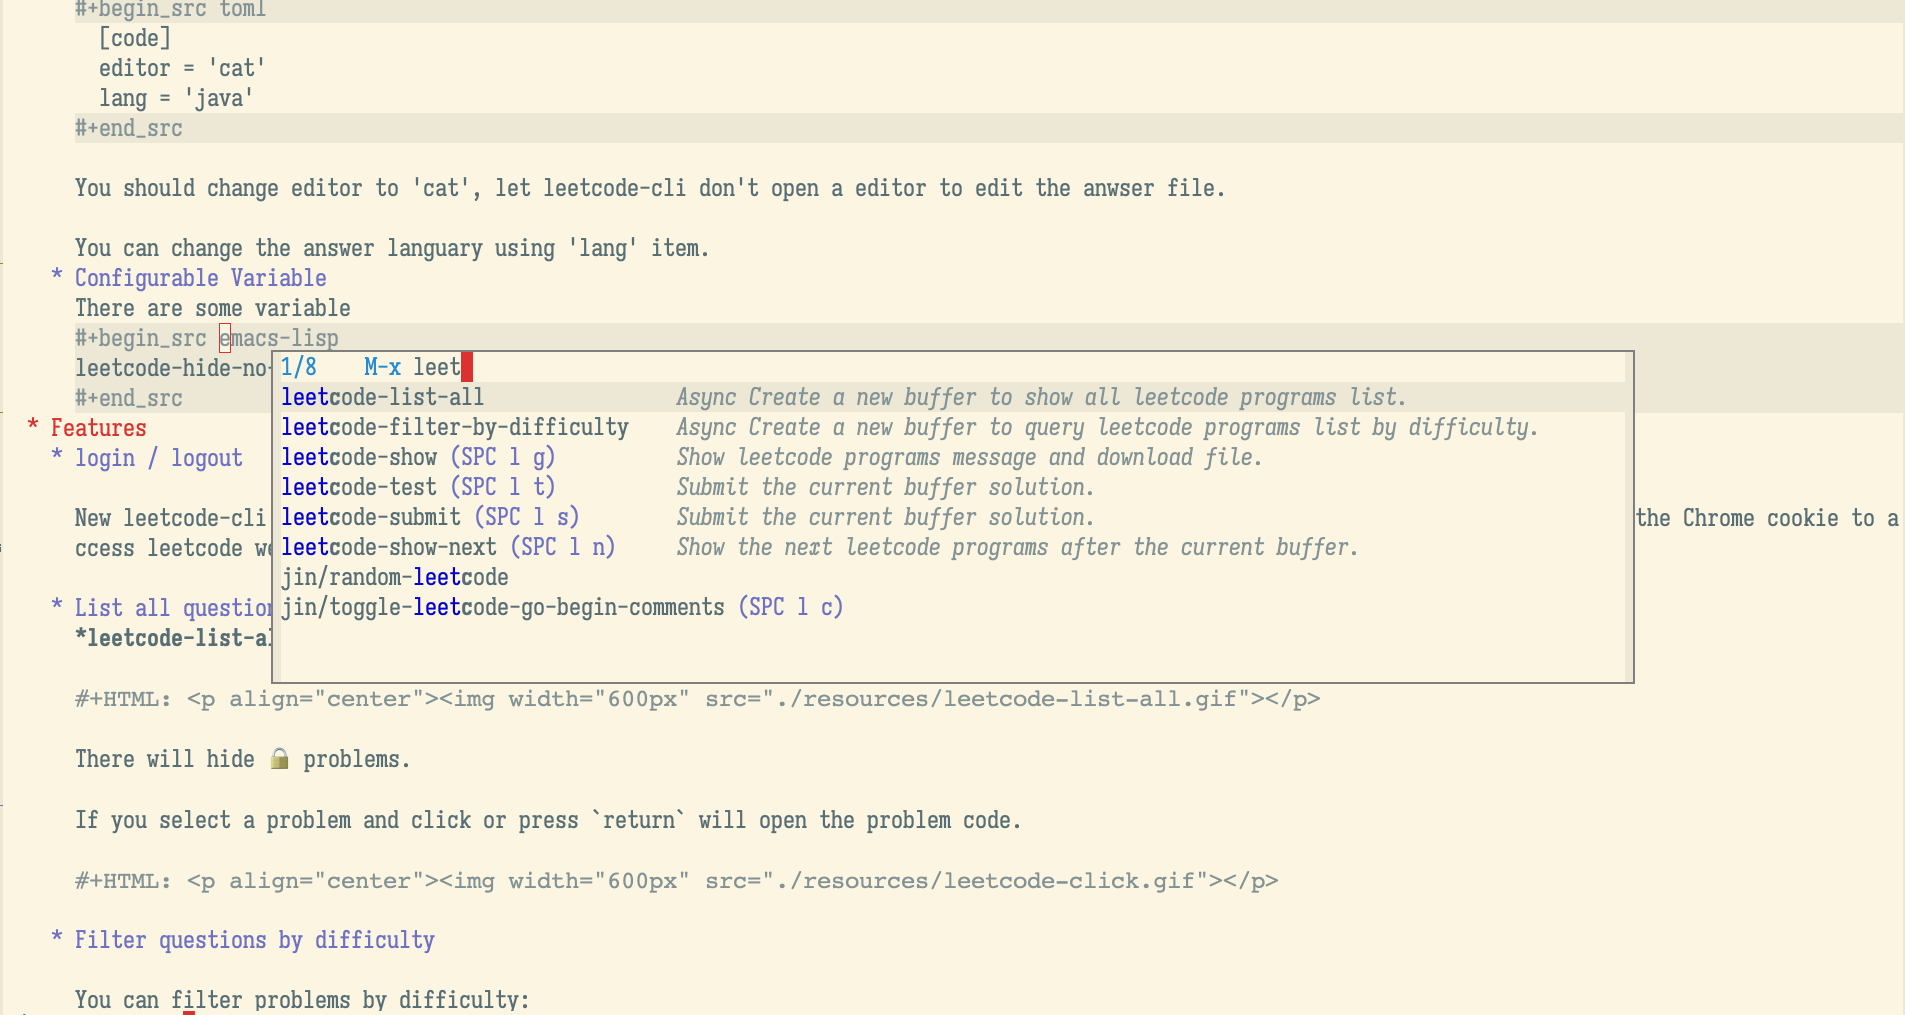 #+begin_src toml
[code]
editor = 'cat'
lang = 'java'
#+end_src
You should change editor to 'cat', let leetcode-cli don't open a editor to edit the anwser file.
You can change the answer languary using 'lang' item.
* Configurable Variable
There are some variable
#+begin_src emacs-lisp
leetcode-hide-no-
#+end_src
* Features
* login / logout
New leetcode-cli
the Chrome cookie to a
ccess leetcode
* List all question
*leetcode-list-al
1/8 M-x leet
leetcode-list-all Async Create a new buffer to show all leetcode programs list.
leetcode-filter-by-difficulty Async Create a new buffer to query leetcode programs list by difficulty.
leetcode-show (SPC l g) Show leetcode programs message and download file.
leetcode-test (SPC l t) Submit the current buffer solution.
leetcode-submit (SPC l s) Submit the current buffer solution.
leetcode-show-next (SPC l n) Show the next leetcode programs after the current buffer.
jin/random-leetcode
jin/toggle-leetcode-go-begin-comments (SPC l c)
#+HTML: <p align="center"><img width="600px" src="./resources/leetcode-list-all.gif"></p>
There will hide 🔒 problems.
If you select a problem and click or press `return` will open the problem code.
#+HTML: <p align="center"><img width="600px" src="./resources/leetcode-click.gif"></p>
* Filter questions by difficulty
You can filter problems by difficulty: